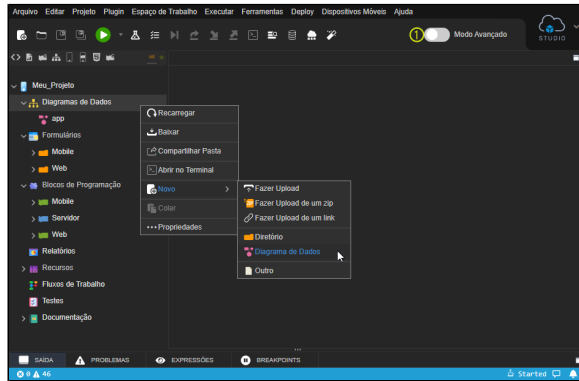 Arquivo Editar Projeto Plugin Espaço de Trabalho Executar Ferramentas Deploy Dispositivos Móveis Ajuda
1 Modo Avançado
STUDIO
Meu_Projeto
Diagramas de Dados
app
Formulários
Mobile
Web
Blocos de Programação
Mobile
Servidor
Web
Relatórios
Recursos
Fluxos de Trabalho
Testes
Documentação
Recarregar
Baixar
Compartilhar Pasta
Abrir no Terminal
Novo
Colar
Propriedades
Fazer Upload
Fazer Upload de um zip
Fazer Upload de um link
Diretório
Diagrama de Dados
Outro
SAÍDA PROBLEMAS EXPRESSÕES BREAKPOINTS
0 46 Started